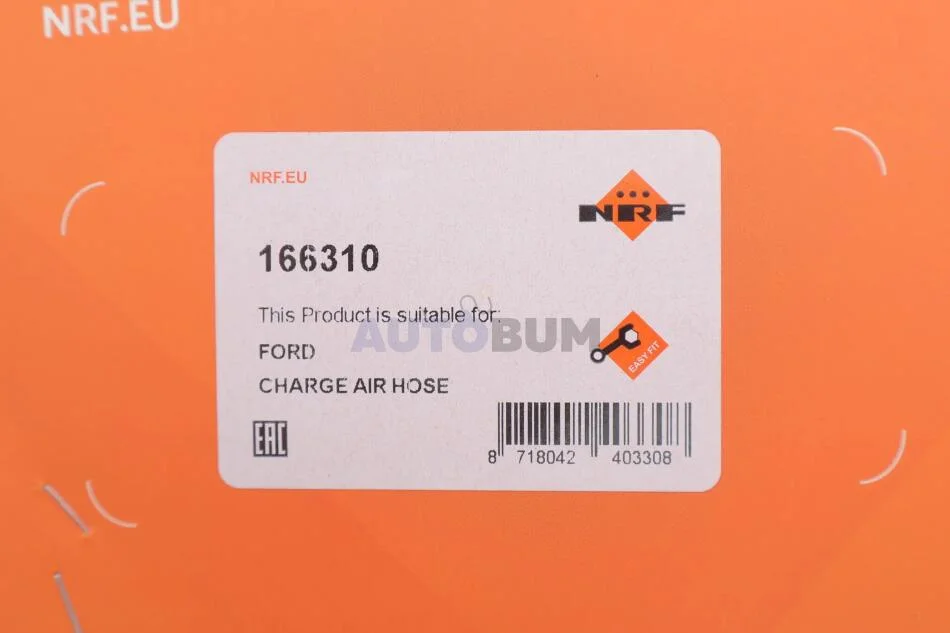 NRF.EU
NRF.EU
NRF
166310
This Product is suitable for:
AUTOBUM
FORD
EASY FIT
CHARGE AIR HOSE
EAC
8 718042 403308